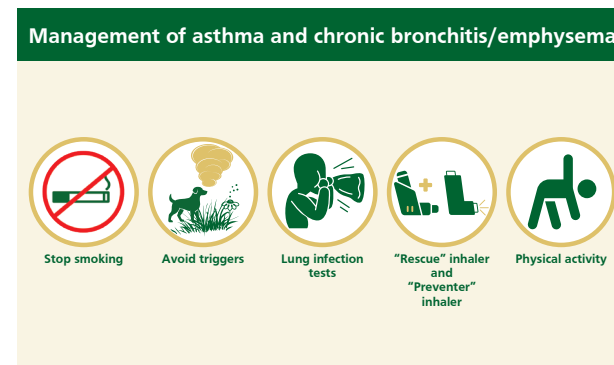 Management of asthma and chronic bronchitis/emphysema
Stop smoking
Avoid triggers
Lung infection
tests
“Rescue” inhaler
and
“Preventer”
inhaler
Physical activity